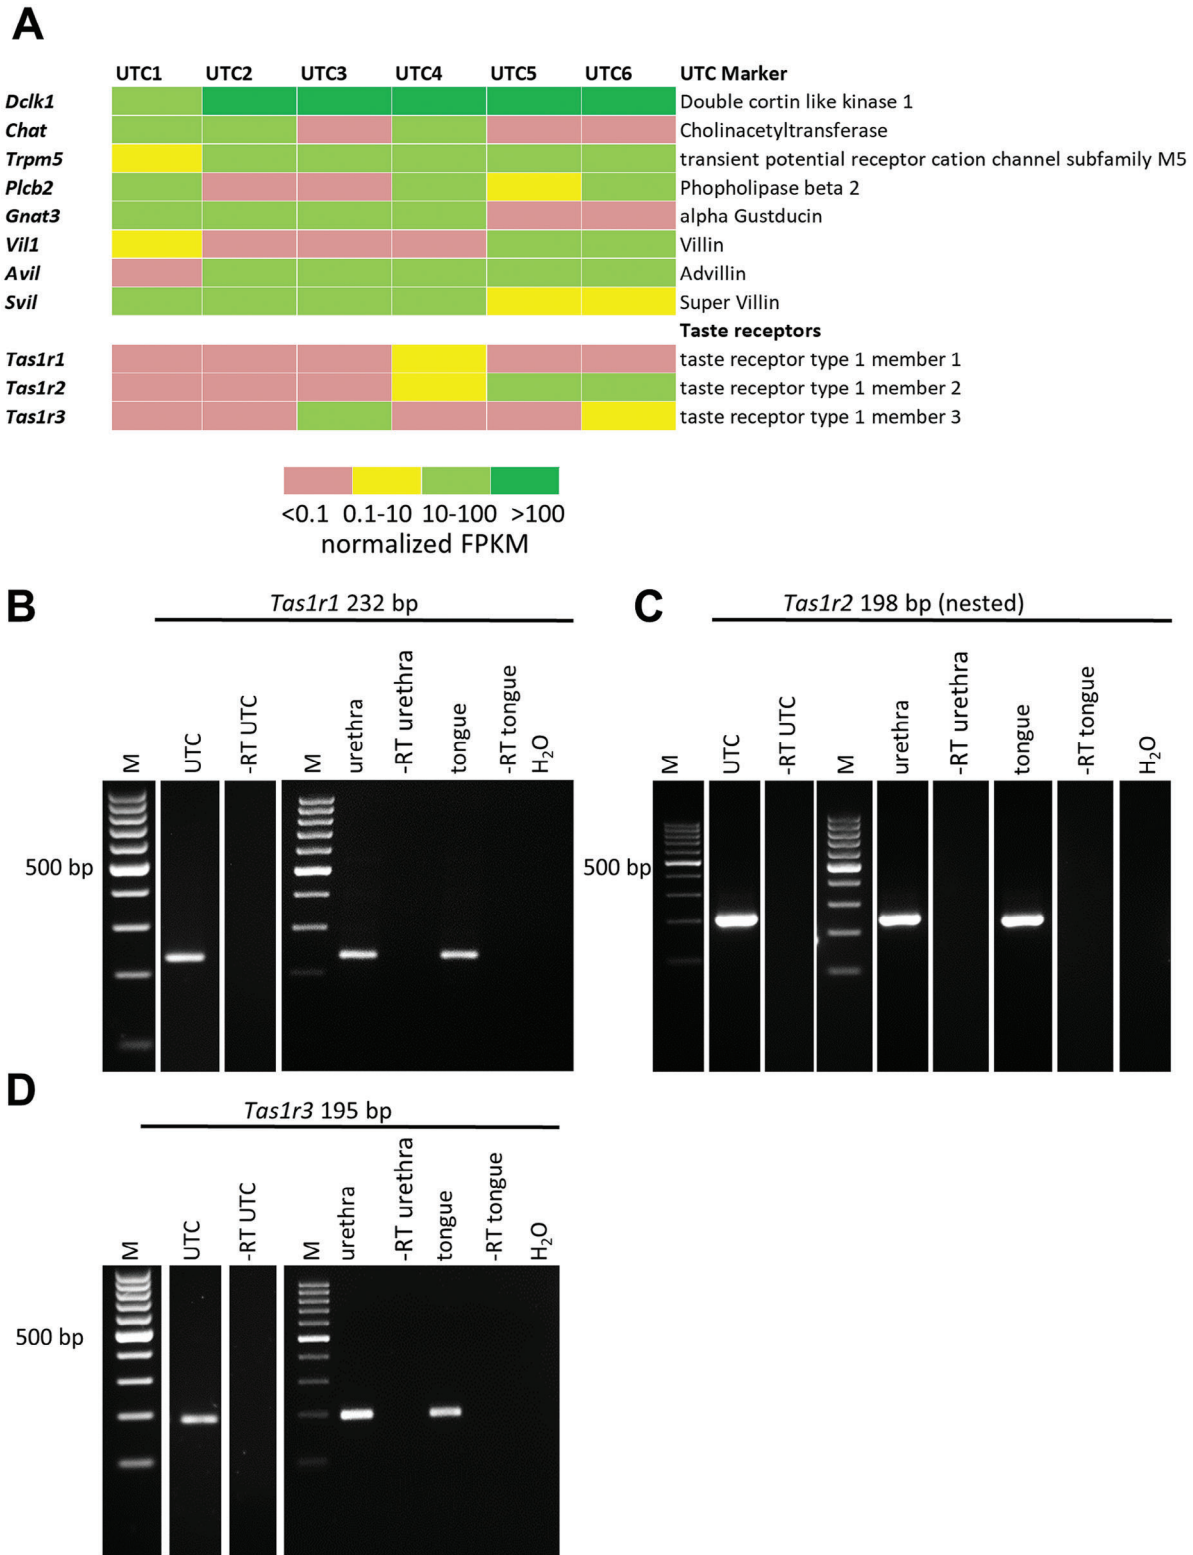 A
UTC1 UTC2 UTC3 UTC4 UTC5 UTC6 UTC Marker
Dclk1 Double cortin like kinase 1
Chat Cholinacetyltransferase
Trpm5 transient potential receptor cation channel subfamily M5
Plcb2 Phopholipase beta 2
Gnat3 alpha Gustducin
Vil1 Villin
Avil Advillin
Svil Super Villin
Taste receptors
Tas1r1 taste receptor type 1 member 1
Tas1r2 taste receptor type 1 member 2
Tas1r3 taste receptor type 1 member 3
<0.1 0.1-10 10-100 >100
normalized FPKM
B
Tas1r1 232 bp
M UTC -RT UTC M urethra -RT urethra tongue -RT tongue H₂O
500 bp
C
Tas1r2 198 bp (nested)
M UTC -RT UTC M urethra -RT urethra tongue -RT tongue H₂O
500 bp
D
Tas1r3 195 bp
M UTC -RT UTC M urethra -RT urethra tongue -RT tongue H₂O
500 bp